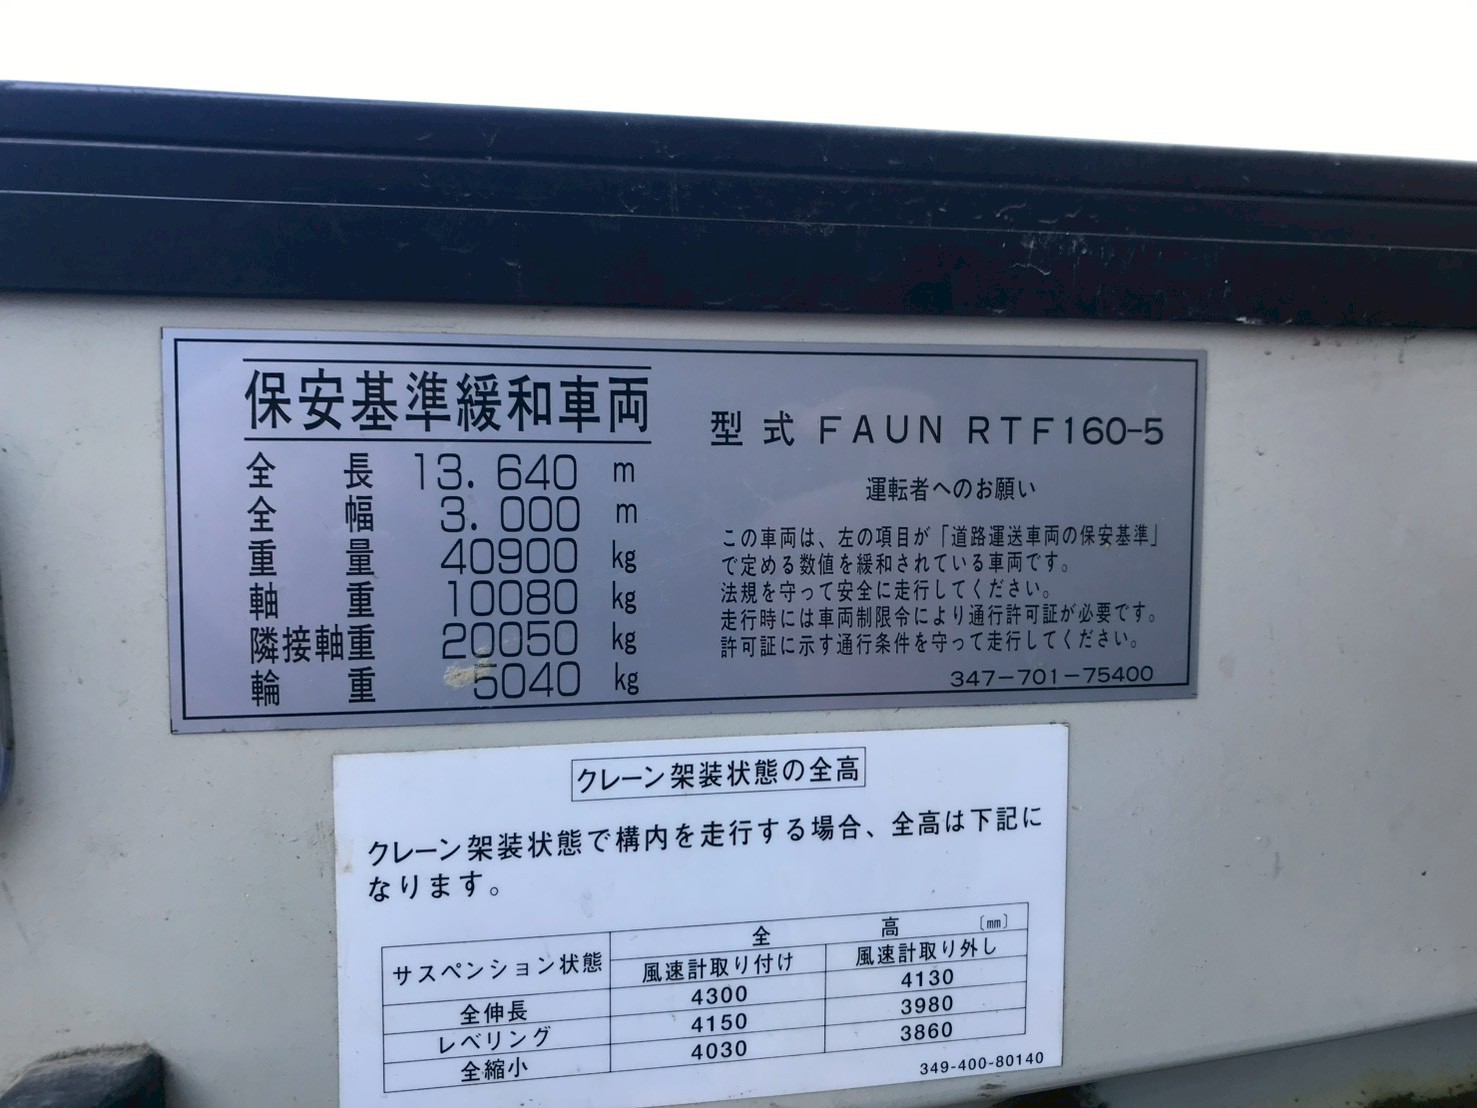 保安基準緩和車両
全長 13.640 m
全幅 3.000 m
重量 40900 kg
軸重 10080 kg
隣接軸重 20050 kg
輪重 5040 kg
型式 FAUN RTF160-5
運転者へのお願い
この車両は、左の項目が「道路運送車両の保安基準」
で定める数値を緩和されている車両です。
法規を守って安全に走行してください。
走行時には車両制限令により通行許可証が必要です。
許可証に示す通行条件を守って走行してください。
347-701-75400
クレーン架装状態の全高
クレーン架装状態で構内を走行する場合、全高は下記に
なります。
サスペンション状態 全高 〔㎜〕
風速計取り付け 風速計取り外し
全伸長 4300 4130
レベリング 4150 3980
全縮小 4030 3860
349-400-80140